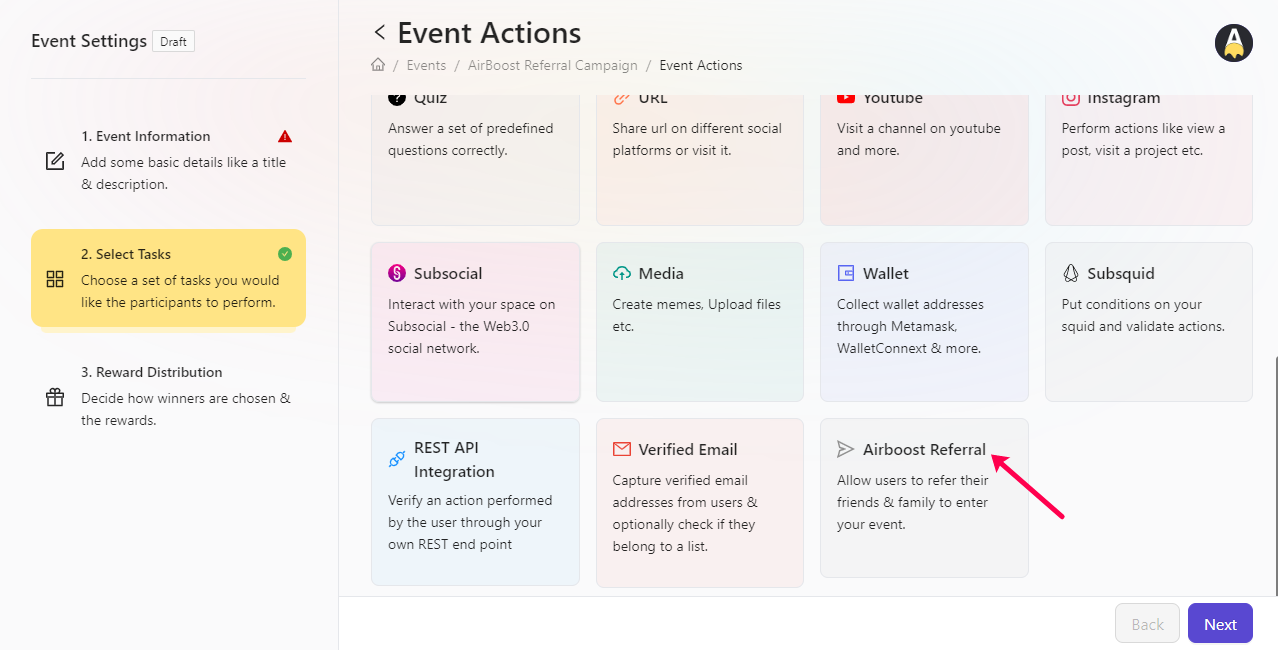 Event Settings Draft
1. Event Information
Add some basic details like a title
& description.
2. Select Tasks
Choose a set of tasks you would
like the participants to perform.
3. Reward Distribution
Decide how winners are chosen &
the rewards.
Event Actions
/ Events / AirBoost Referral Campaign / Event Actions
Quiz
Answer a set of predefined
questions correctly.
URL
Share url on different social
platforms or visit it.
Youtube
Visit a channel on youtube
and more.
Instagram
Perform actions like view a
post, visit a project etc.
Subsocial
Interact with your space on
Subsocial - the Web3.0
social network.
Media
Create memes, Upload files
etc.
Wallet
Collect wallet addresses
through Metamask,
WalletConnext & more.
Subsquid
Put conditions on your
squid and validate actions.
REST API
Integration
Verify an action performed
by the user through your
own REST end point
Verified Email
Capture verified email
addresses from users &
optionally check if they
belong to a list.
Airboost Referral
Allow users to refer their
friends & family to enter
your event.
Back
Next